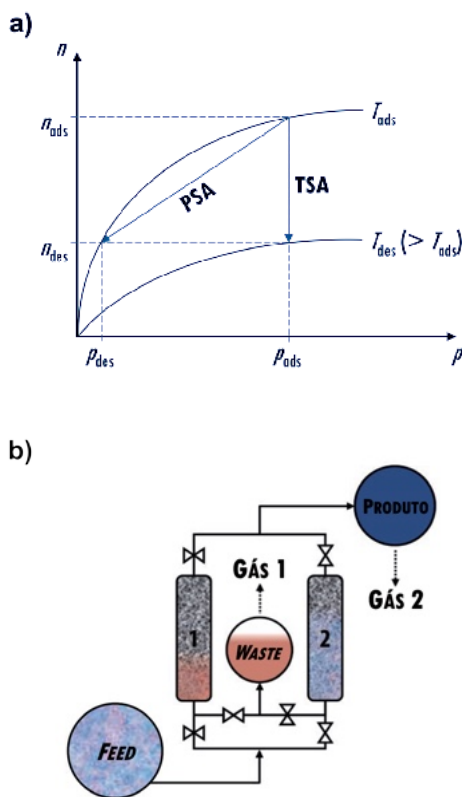 a)
n
n_ads
T_ads
PSA
TSA
n_des
T_des (> T_ads)
p_des
p_ads
p
b)
PRODUTO
GÁS 1
GÁS 2
1
WASTE
2
FEED